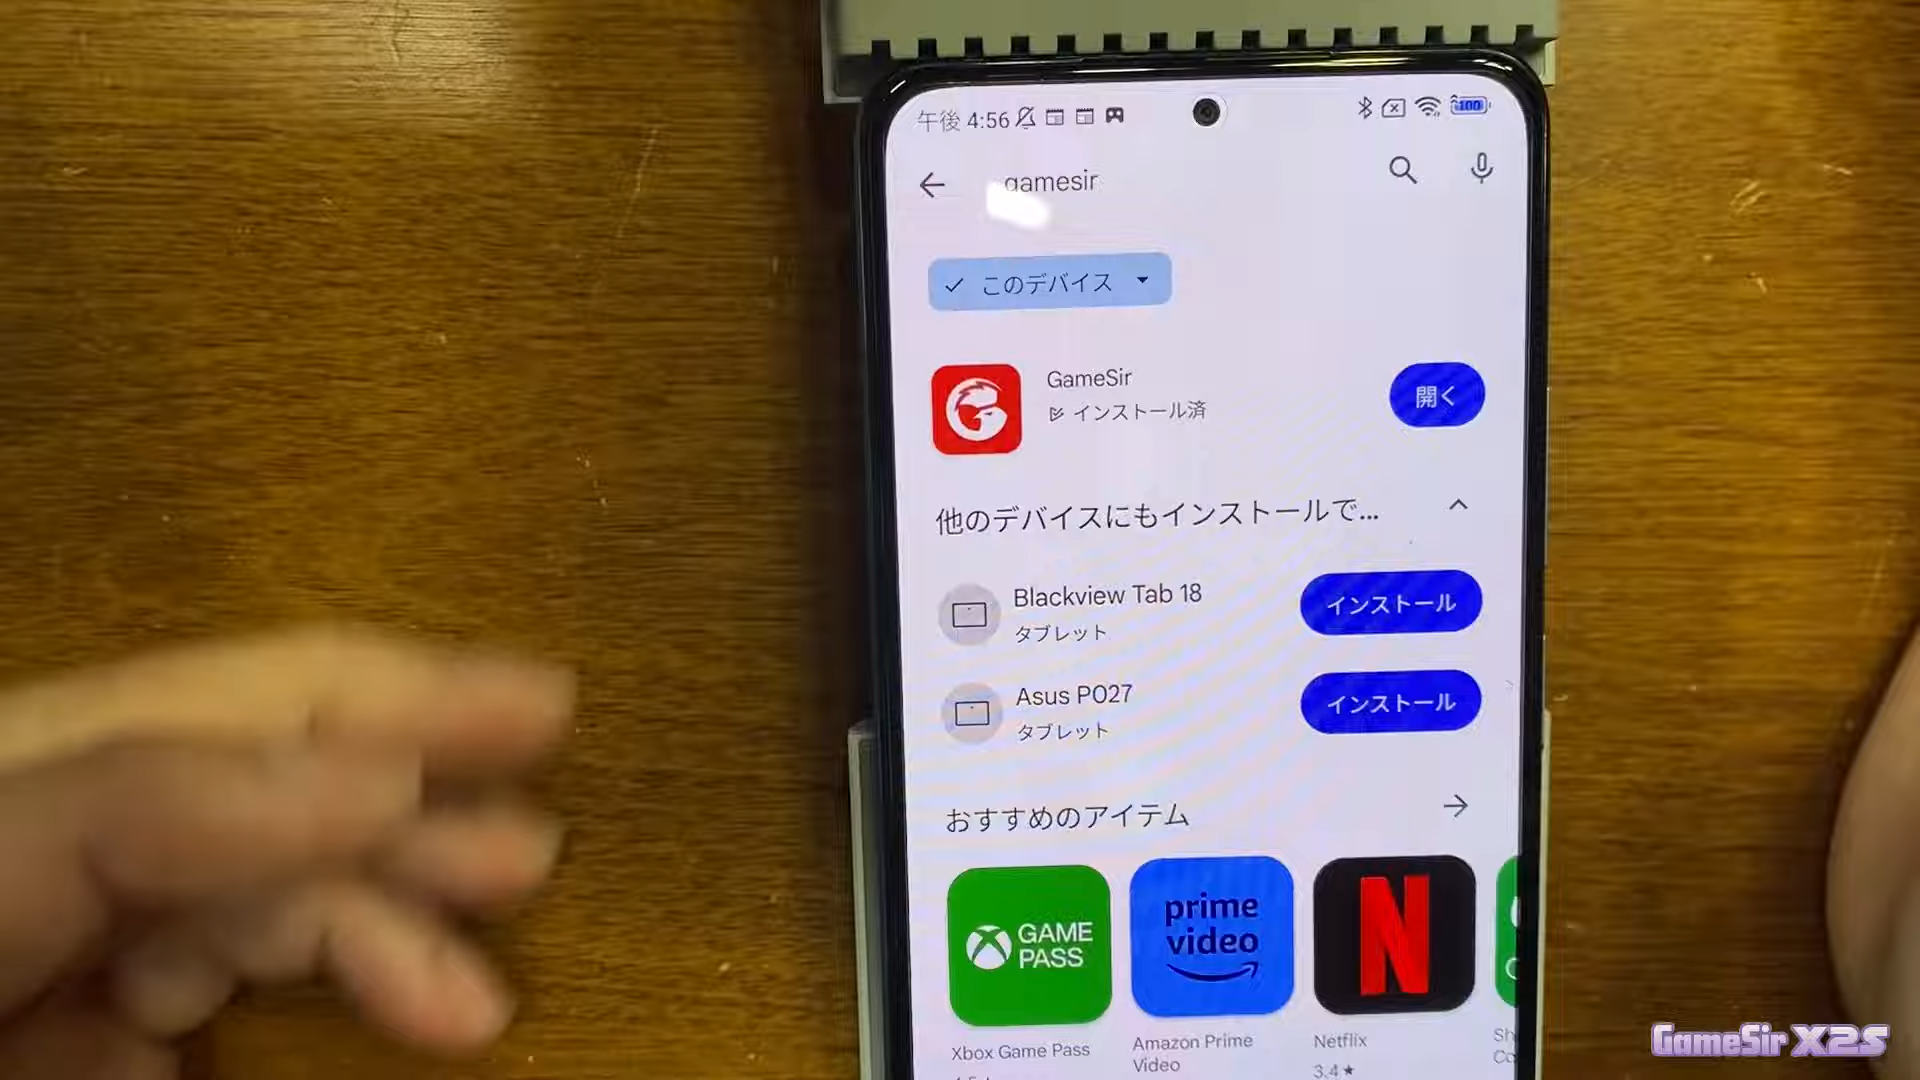 午後 4:56
100
gamesir
このデバイス
GameSir
インストール済
開く
他のデバイスにもインストールで...
Blackview Tab 18
タブレット
インストール
Asus P027
タブレット
インストール
おすすめのアイテム
GAME
PASS
prime
video
N
Xbox Game Pass
Amazon Prime
Video
Netflix
3.4★
GameSir X2S